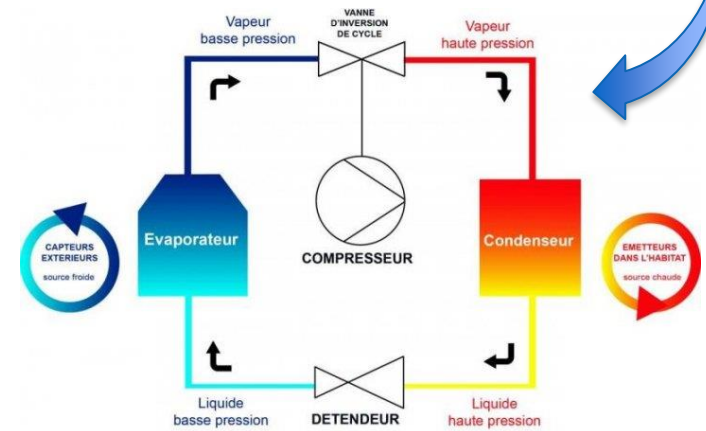 Vapeur
basse pression
VANNE
D'INVERSION
DE CYCLE
Vapeur
haute pression
CAPTEURS
EXTERIEURS
source froide
Evaporateur
COMPRESSEUR
Condenseur
EMETTEURS
DANS L'HABITAT
source chaude
Liquide
basse pression
DETENDEUR
Liquide
haute pression